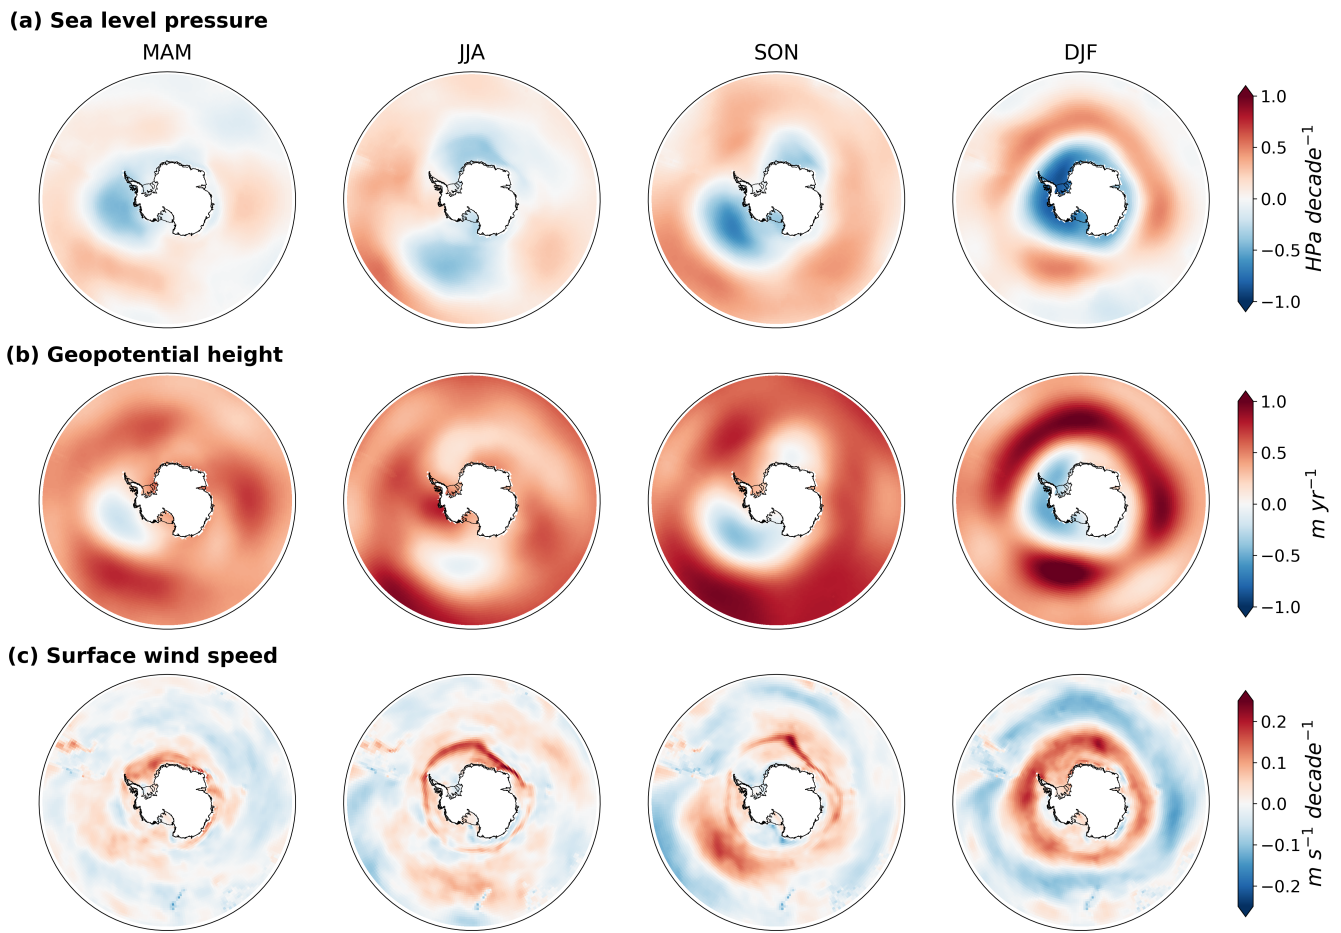 (a) Sea level pressure
MAM JJA SON DJF
1.0
0.5
0.0
−0.5
−1.0
HPa decade⁻¹
(b) Geopotential height
1.0
0.5
0.0
−0.5
−1.0
m yr⁻¹
(c) Surface wind speed
0.2
0.1
0.0
−0.1
−0.2
m s⁻¹ decade⁻¹